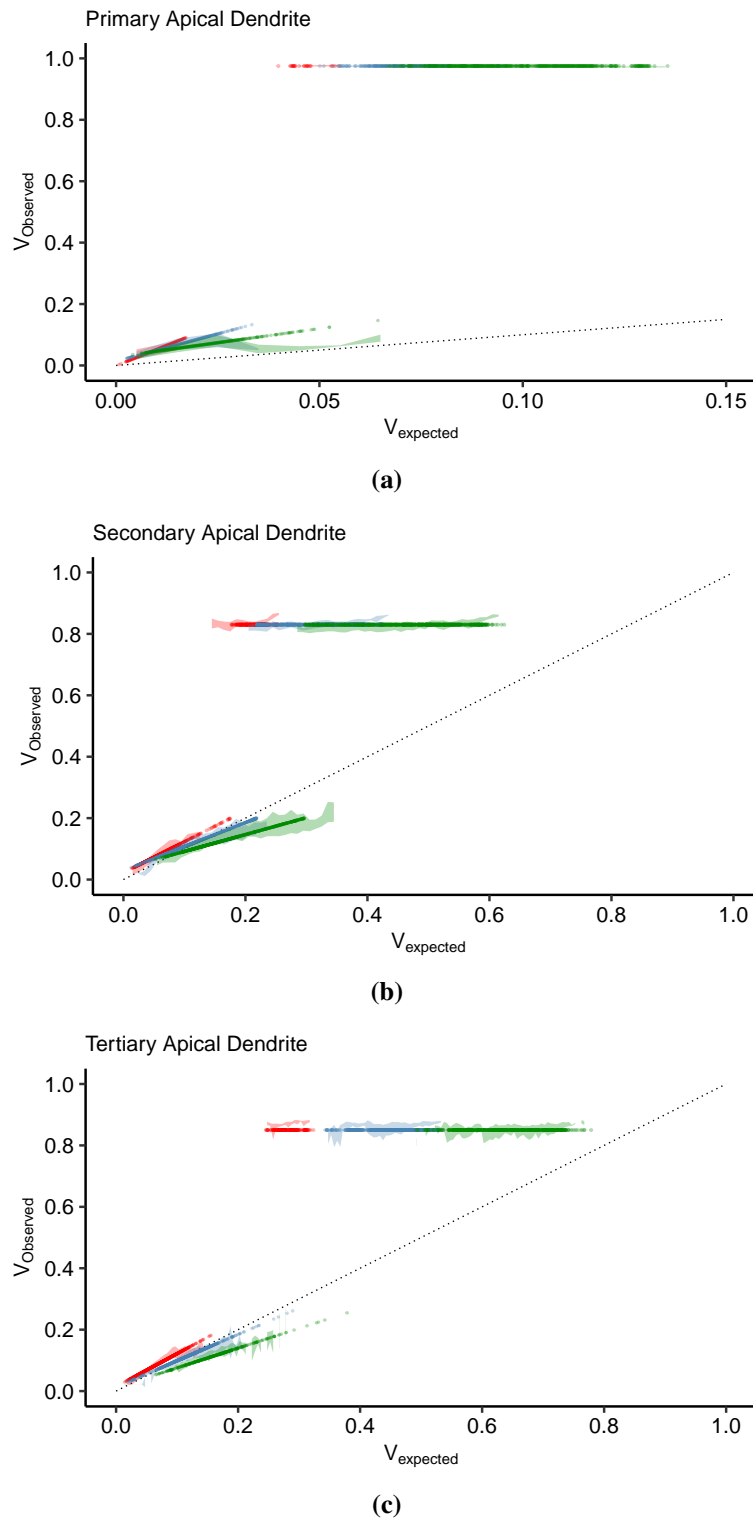 Primary Apical Dendrite
1.0
0.8
0.6
0.4
0.2
0.0
VObserved
0.00 0.05 0.10 0.15
Vexpected
(a)
Secondary Apical Dendrite
1.0
0.8
0.6
0.4
0.2
0.0
VObserved
0.0 0.2 0.4 0.6 0.8 1.0
Vexpected
(b)
Tertiary Apical Dendrite
1.0
0.8
0.6
0.4
0.2
0.0
VObserved
0.0 0.2 0.4 0.6 0.8 1.0
Vexpected
(c)